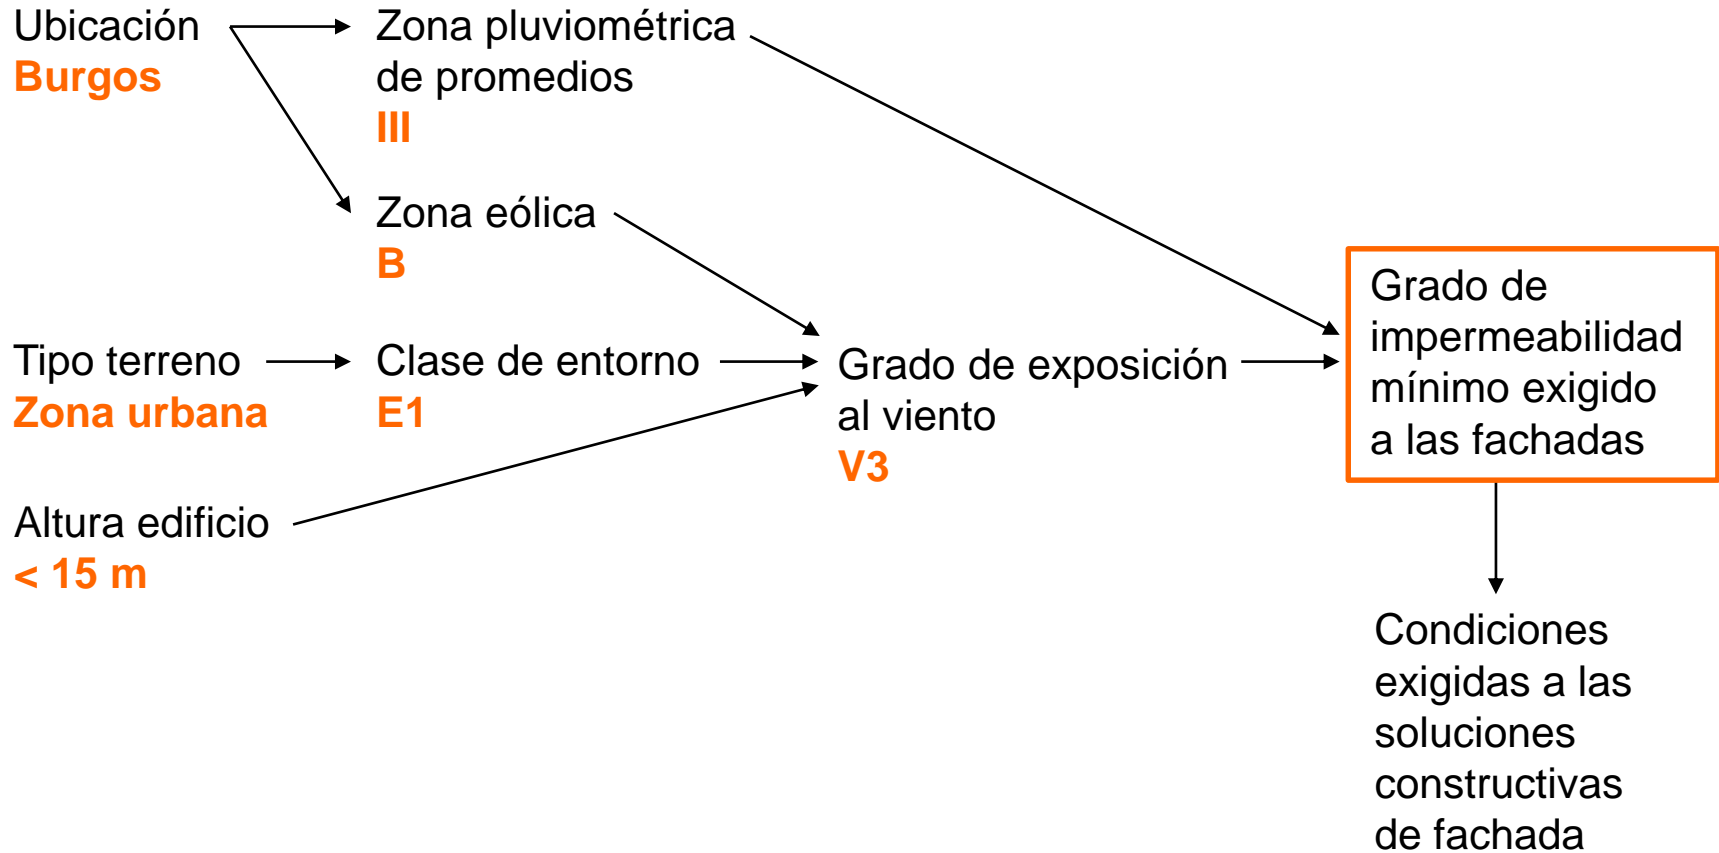 Ubicación
Burgos
Zona pluviométrica
de promedios
III
Zona eólica
B
Tipo terreno
Zona urbana
Clase de entorno
E1
Altura edificio
< 15 m
Grado de exposición
al viento
V3
Grado de
impermeabilidad
mínimo exigido
a las fachadas
Condiciones
exigidas a las
soluciones
constructivas
de fachada